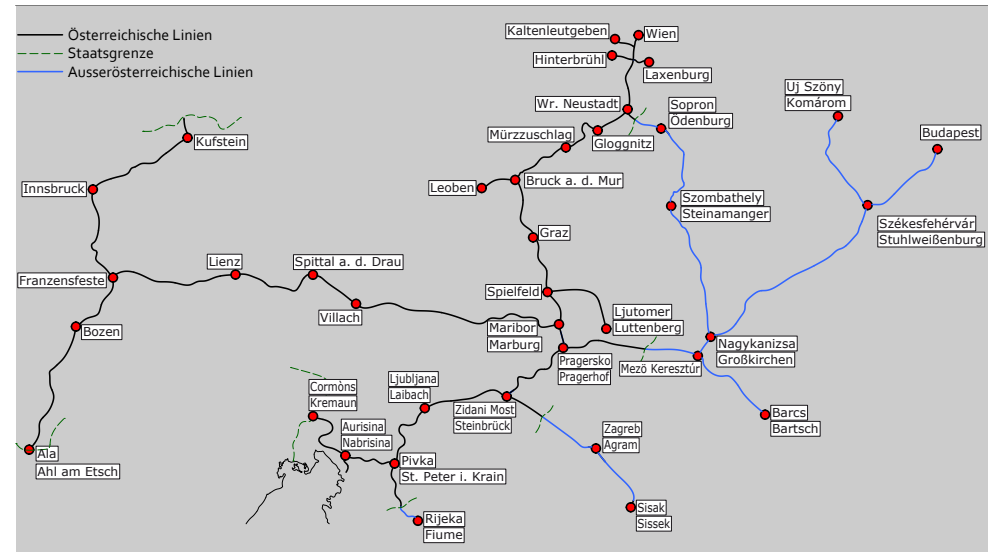 Österreichische Linien
Staatsgrenze
Ausserösterreichische Linien
Kaltenleutgeben
Wien
Hinterbrühl
Laxenburg
Uj Szöny
Komárom
Wr. Neustadt
Sopron
Ödenburg
Budapest
Kufstein
Mürzzuschlag
Gloggnitz
Innsbruck
Leoben
Bruck a. d. Mur
Szombathely
Steinamanger
Székesfehérvár
Stuhlweißenburg
Graz
Franzensfeste
Lienz
Spittal a. d. Drau
Spielfeld
Villach
Ljutomer
Luttenberg
Bozen
Maribor
Marburg
Nagykanizsa
Großkirchen
Pragersko
Pragerhof
Mezö Keresztúr
Cormòns
Kremaun
Ljubljana
Laibach
Zidani Most
Steinbrück
Barcs
Bartsch
Aurisina
Nabrisina
Zagreb
Agram
Ala
Ahl am Etsch
Pivka
St. Peter i. Krain
Rijeka
Fiume
Sisak
Sissek